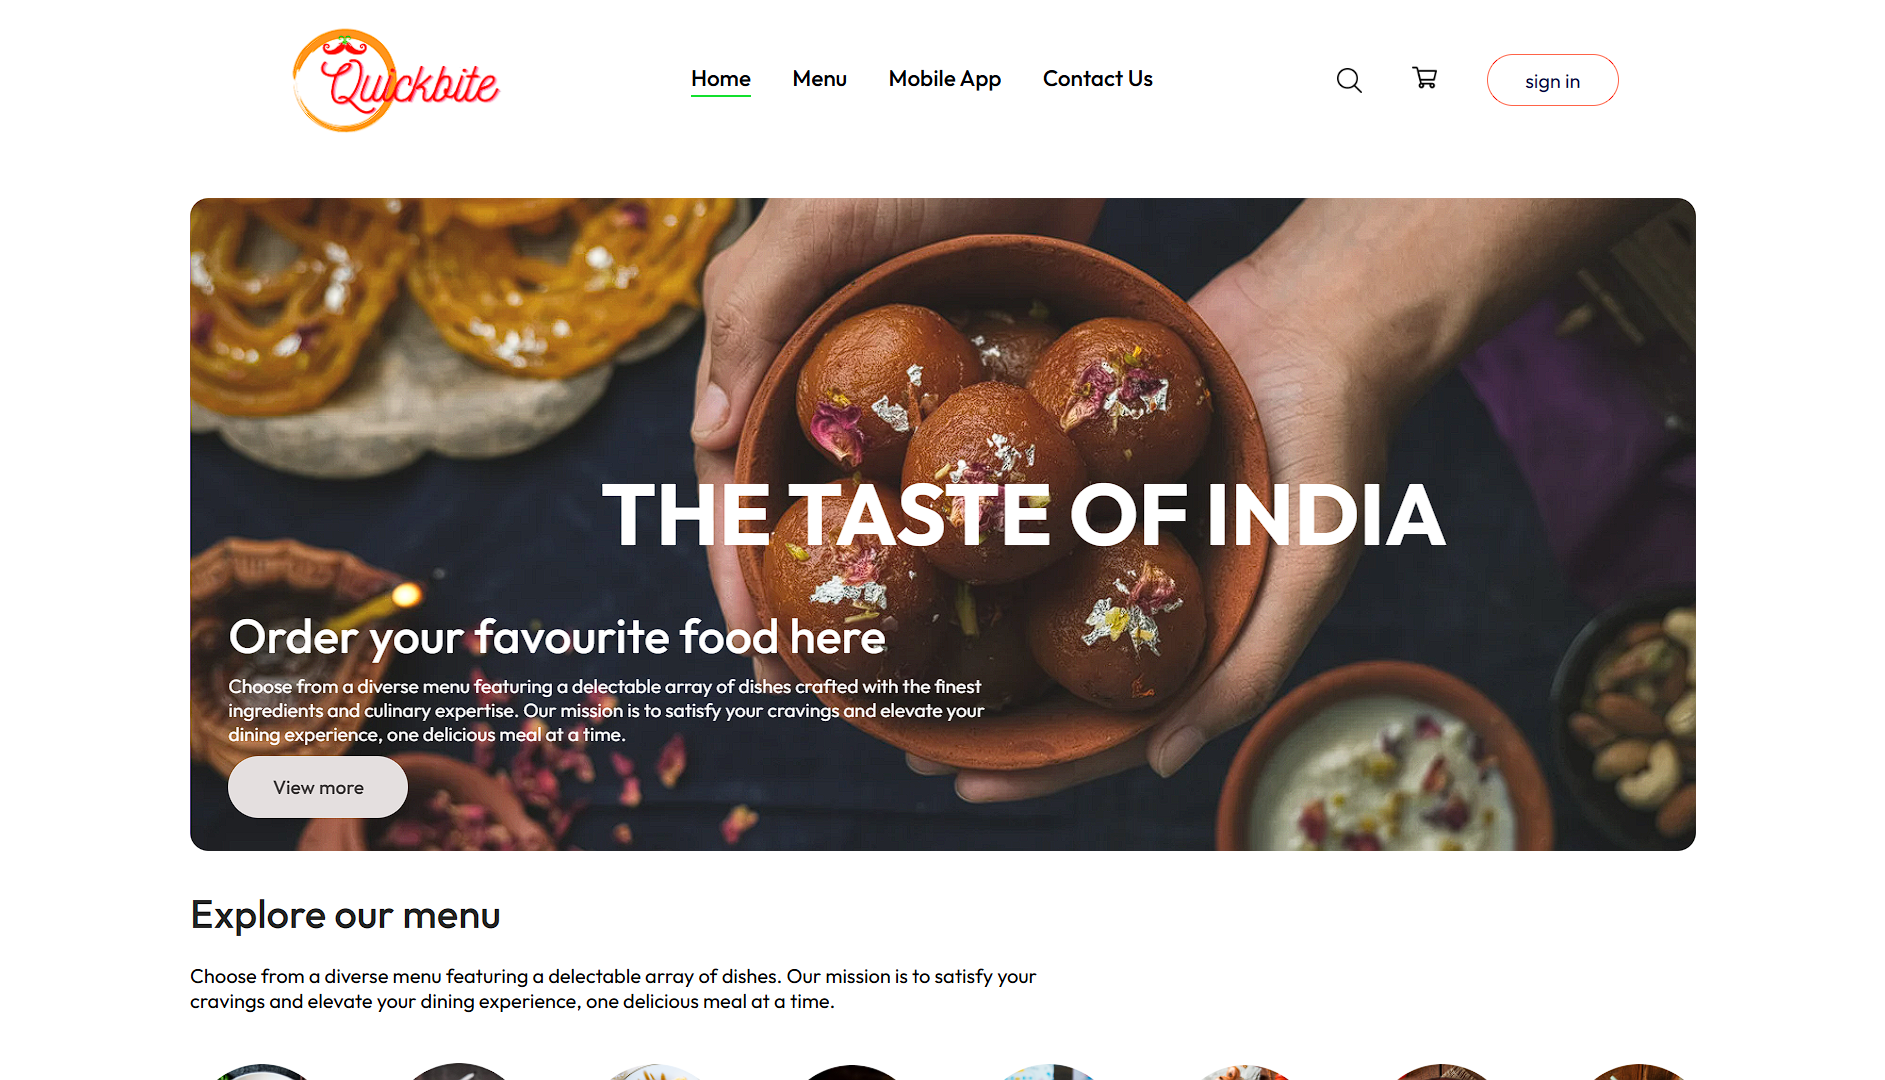 Quickbite
Home
Menu
Mobile App
Contact Us
sign in
THE TASTE OF INDIA
Order your favourite food here
Choose from a diverse menu featuring a delectable array of dishes crafted with the finest
ingredients and culinary expertise. Our mission is to satisfy your cravings and elevate your
dining experience, one delicious meal at a time.
View more
Explore our menu
Choose from a diverse menu featuring a delectable array of dishes. Our mission is to satisfy your
cravings and elevate your dining experience, one delicious meal at a time.